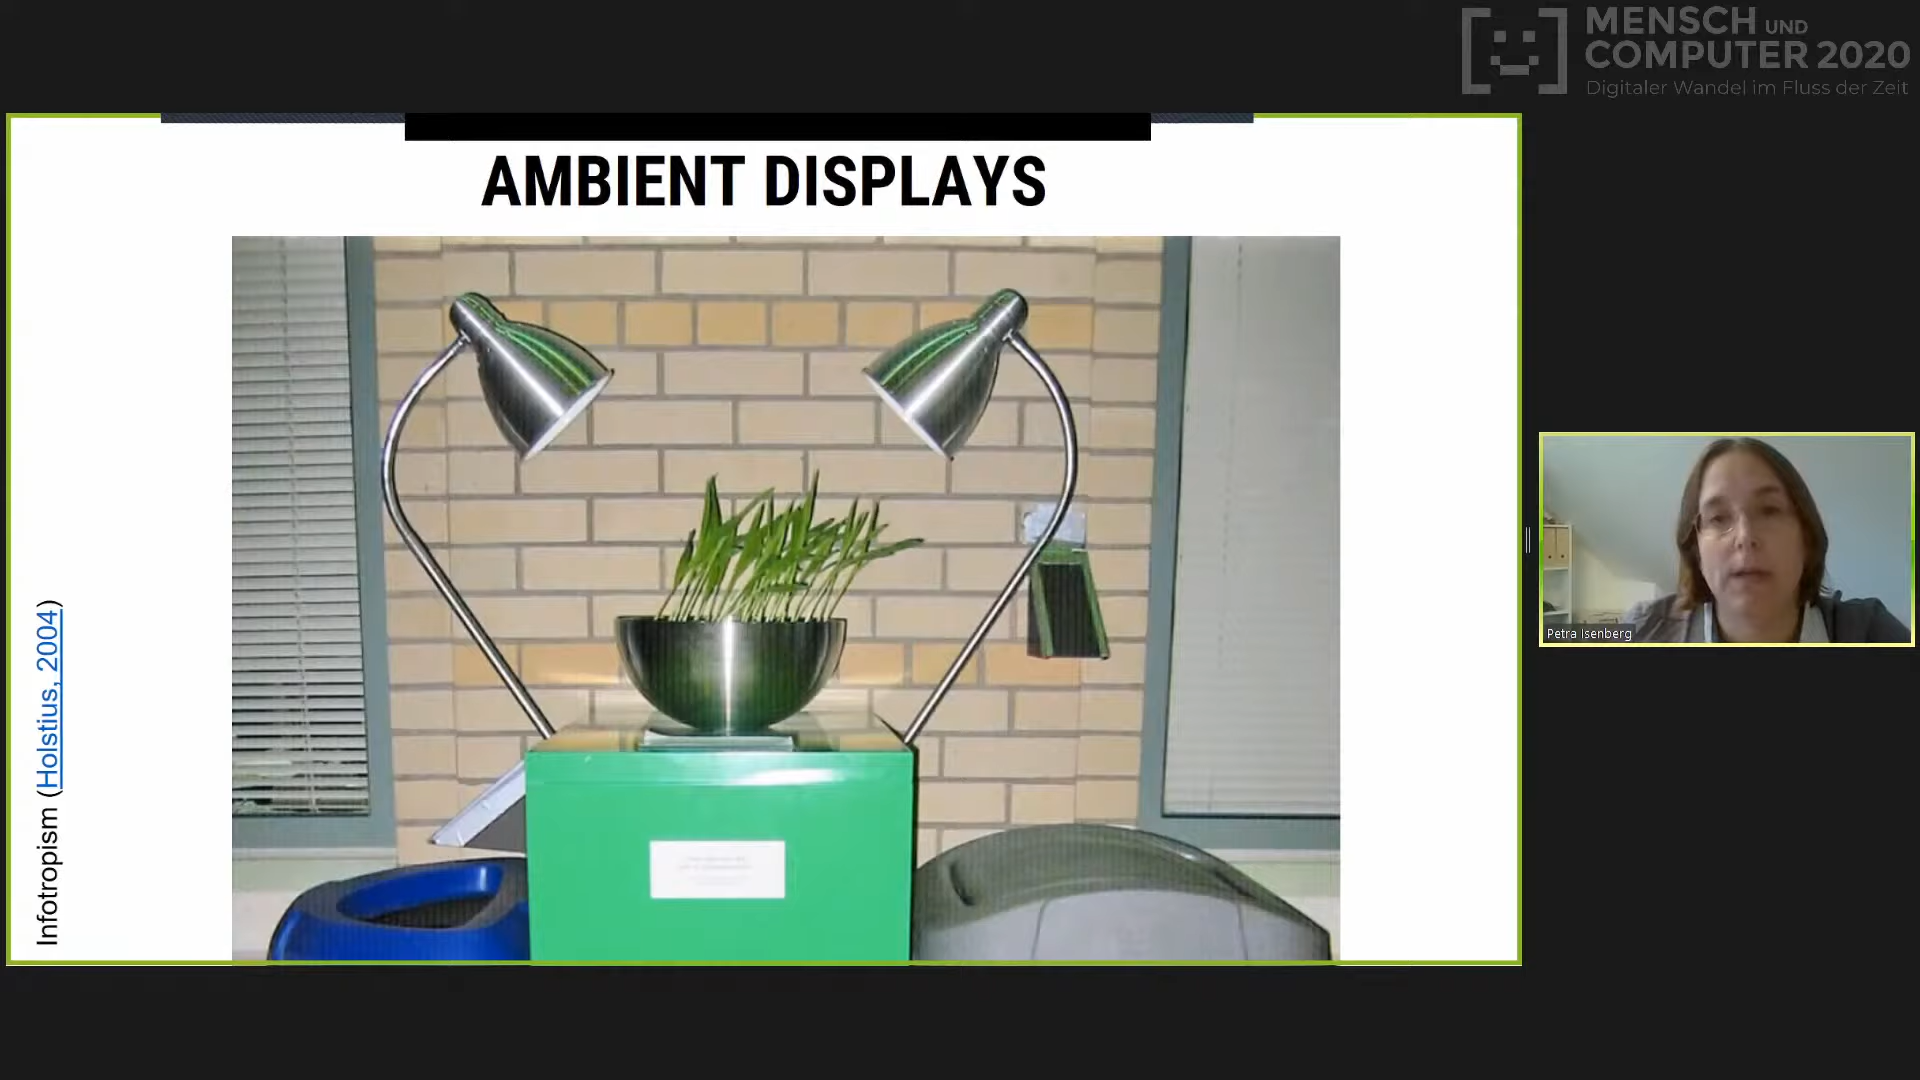 MENSCH UND
COMPUTER 2020
Digitaler Wandel im Fluss der Zeit
AMBIENT DISPLAYS
Infotropism (Holstius, 2004)
Petra Isenberg